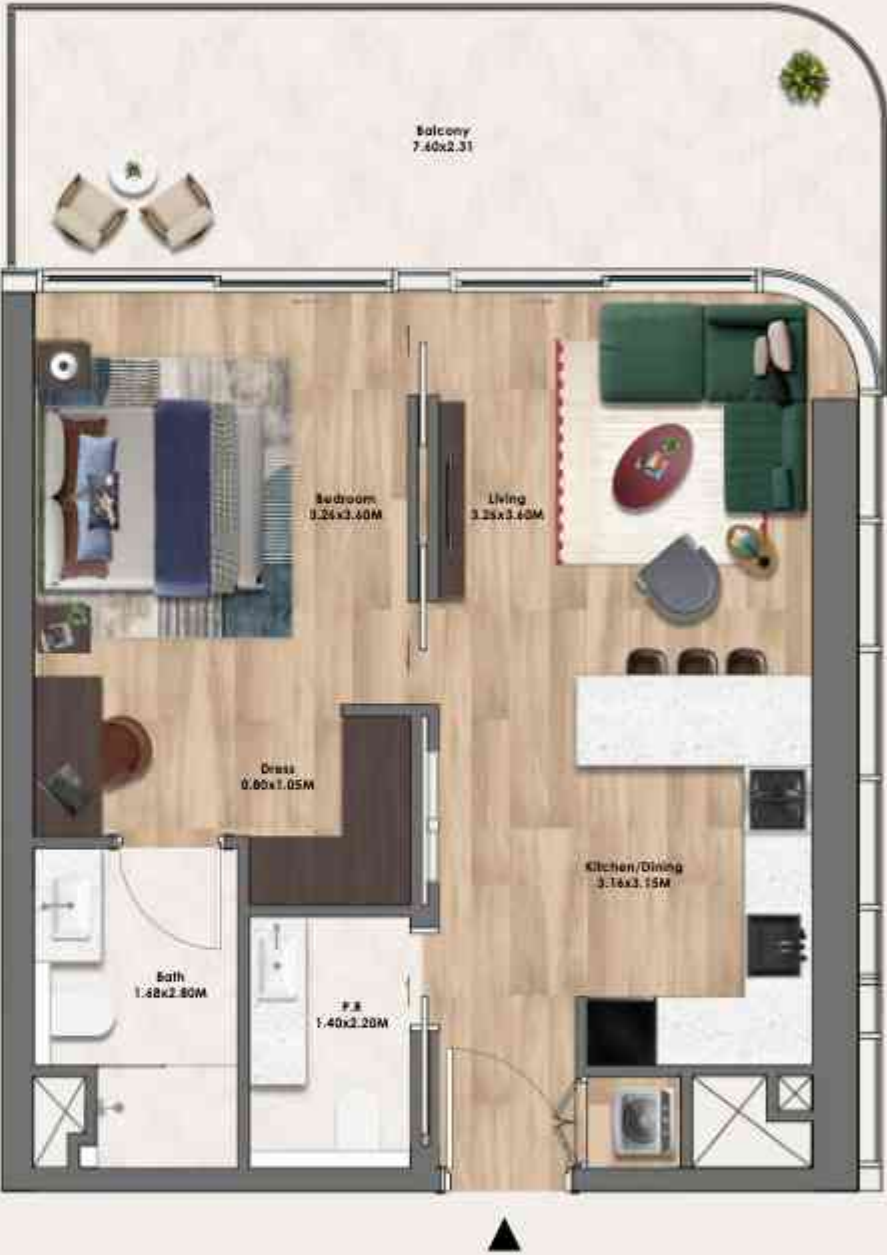 Balcony
7.60x2.31
Bedroom
3.26x3.60M
Living
3.26x3.60M
Dress
0.80x1.05M
Kitchen/Dining
3.16x3.15M
Bath
1.68x2.80M
P.B
1.40x2.20M